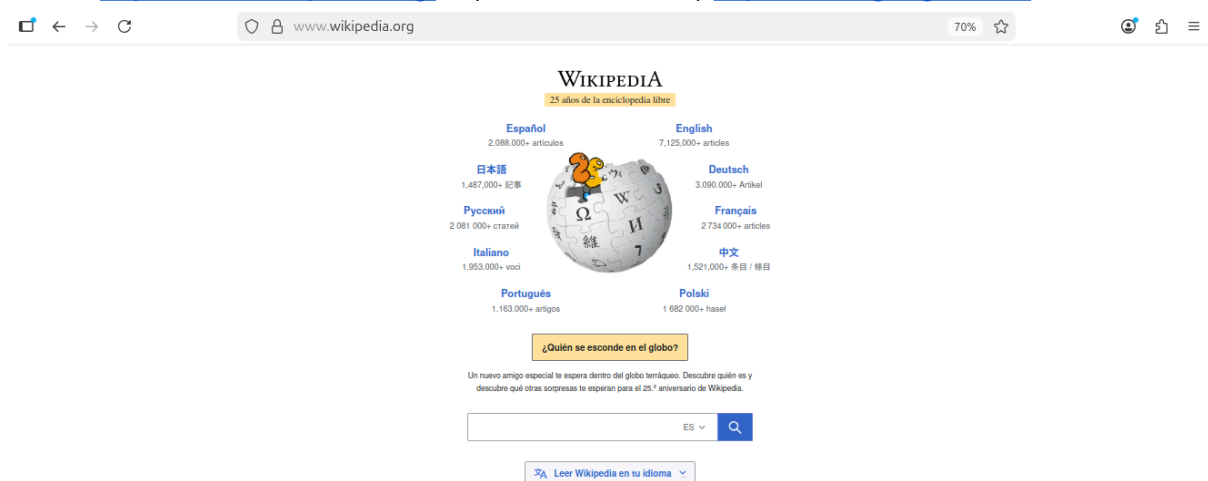 www.wikipedia.org
70%
WIKIPEDIA
25 años de la enciclopedia libre
Español
2.088.000+ artículos
English
7,125,000+ articles
日本語
1,487,000+ 記事
Deutsch
3.090.000+ Artikel
Русский
2 081 000+ статей
Français
2 734 000+ articles
Italiano
1.953.000+ voci
中文
1,521,000+ 条目 / 條目
Português
1.163.000+ artigos
Polski
1 682 000+ haseł
Ω
W
И
維
7
¿Quién se esconde en el globo?
Un nuevo amigo especial te espera dentro del globo terráqueo. Descubre quién es y
descubre qué otras sorpresas te esperan para el 25.º aniversario de Wikipedia.
ES
Leer Wikipedia en tu idioma